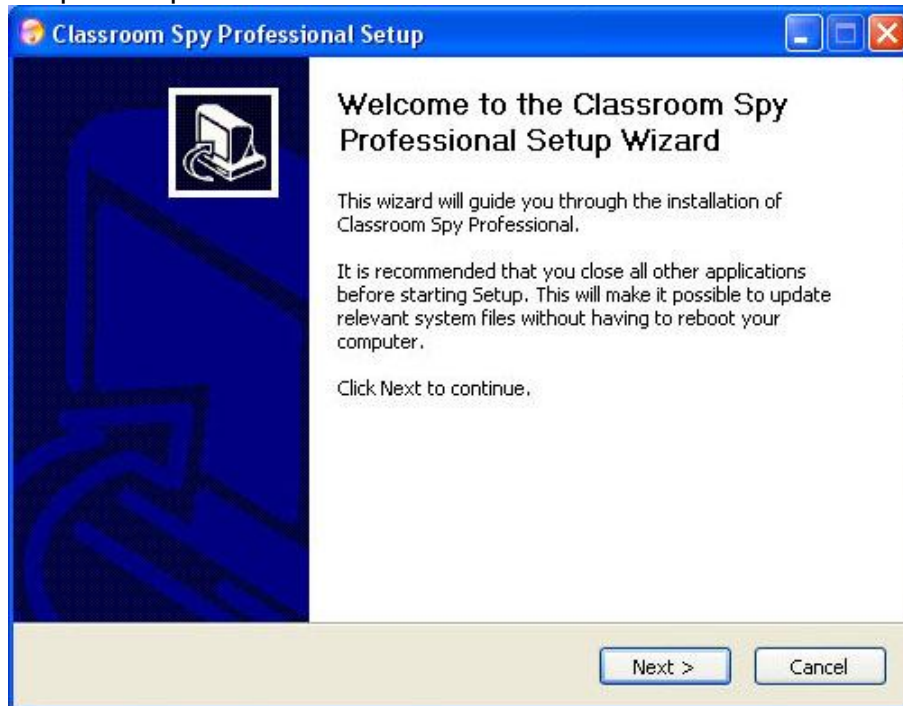 Classroom Spy Professional Setup
Welcome to the Classroom Spy
Professional Setup Wizard
This wizard will guide you through the installation of
Classroom Spy Professional.
It is recommended that you close all other applications
before starting Setup. This will make it possible to update
relevant system files without having to reboot your
computer.
Click Next to continue.
Next >
Cancel